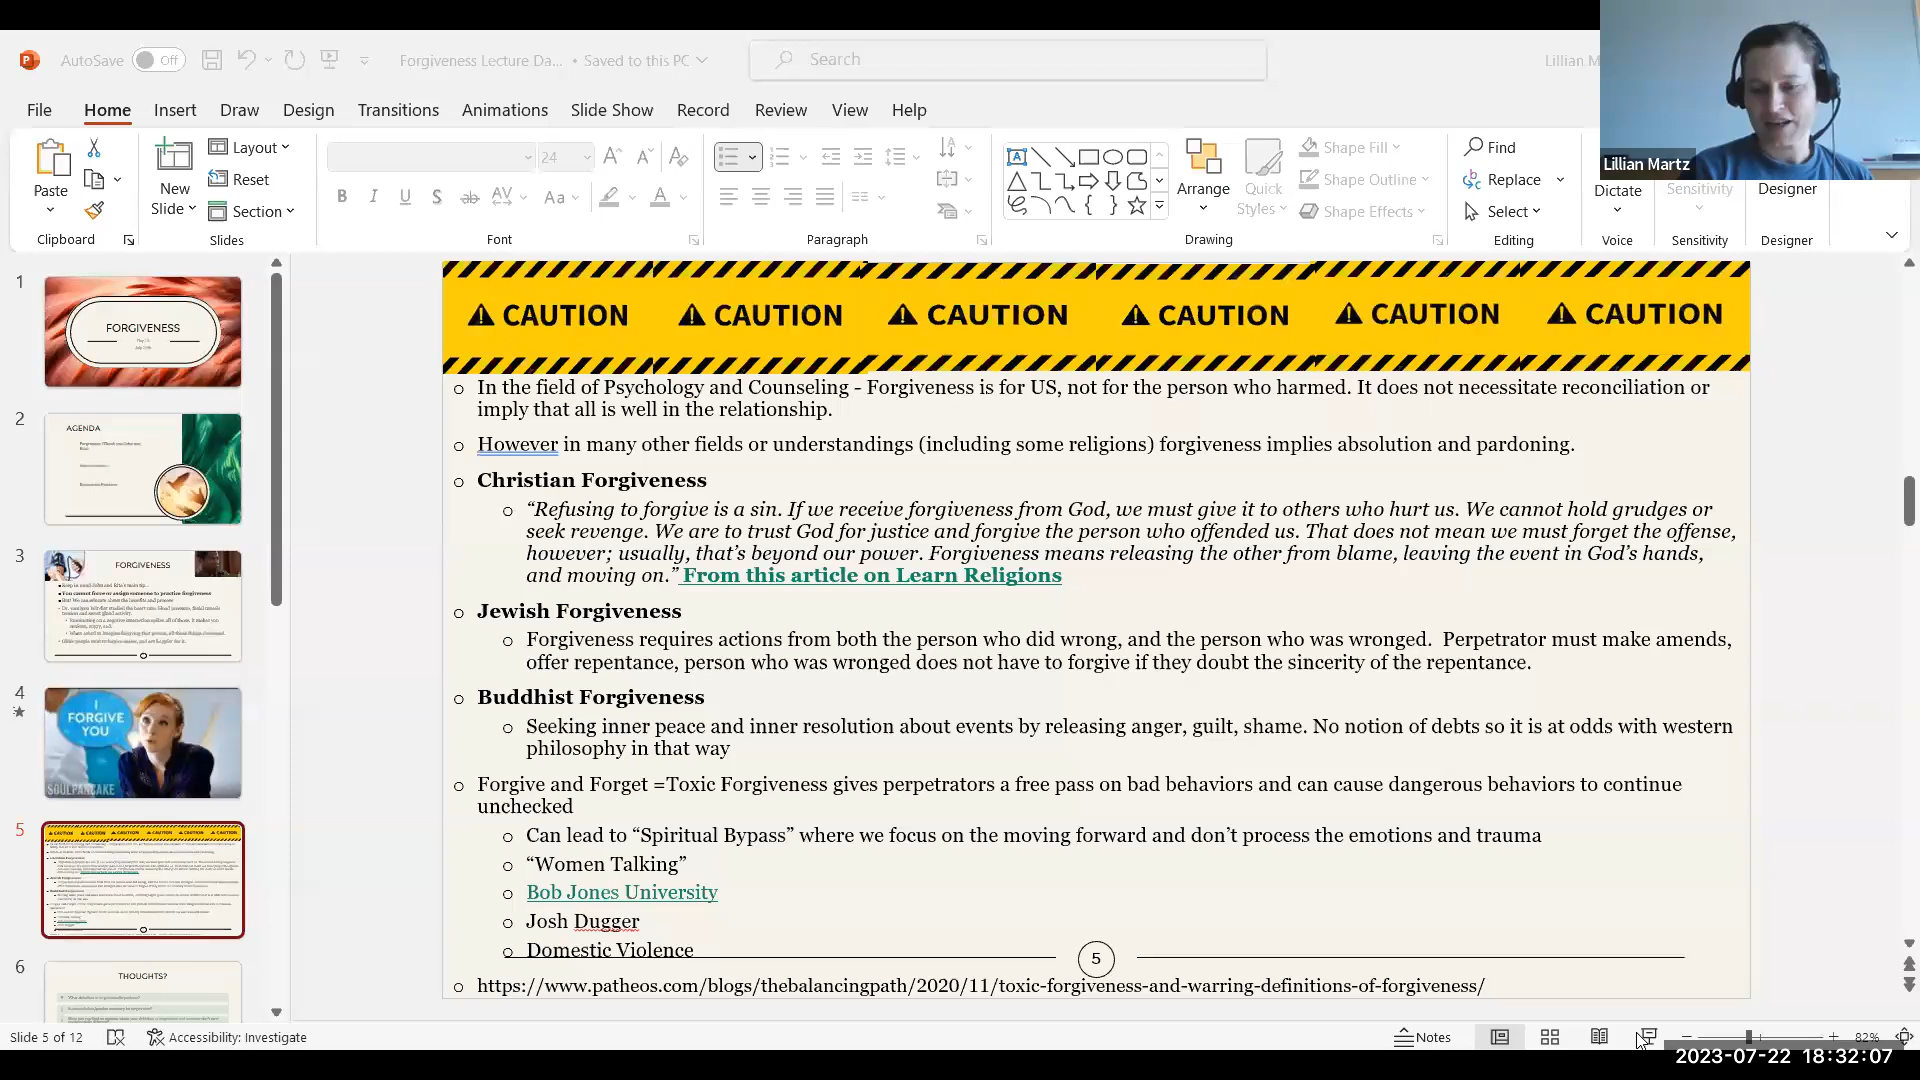 AutoSave Off Forgiveness Lecture Da... • Saved to this PC Search Lillian M
File Home Insert Draw Design Transitions Animations Slide Show Record Review View Help
Lillian Martz
Paste
New Slide
Layout
Reset
Section
24
B I U S ab AV Aa A
Arrange
Quick Styles
Shape Fill
Shape Outline
Shape Effects
Find
Replace
Select
Dictate
Sensitivity
Designer
Clipboard Slides Font Paragraph Drawing Editing Voice Sensitivity Designer
1
FORGIVENESS
2
AGENDA
3
FORGIVENESS
4
I FORGIVE YOU
SOULPANCAKE
5
6
THOUGHTS?
CAUTION CAUTION CAUTION CAUTION CAUTION CAUTION
In the field of Psychology and Counseling - Forgiveness is for US, not for the person who harmed. It does not necessitate reconciliation or
imply that all is well in the relationship.
However in many other fields or understandings (including some religions) forgiveness implies absolution and pardoning.
Christian Forgiveness
“Refusing to forgive is a sin. If we receive forgiveness from God, we must give it to others who hurt us. We cannot hold grudges or
seek revenge. We are to trust God for justice and forgive the person who offended us. That does not mean we must forget the offense,
however; usually, that’s beyond our power. Forgiveness means releasing the other from blame, leaving the event in God’s hands,
and moving on.” From this article on Learn Religions
Jewish Forgiveness
Forgiveness requires actions from both the person who did wrong, and the person who was wronged. Perpetrator must make amends,
offer repentance, person who was wronged does not have to forgive if they doubt the sincerity of the repentance.
Buddhist Forgiveness
Seeking inner peace and inner resolution about events by releasing anger, guilt, shame. No notion of debts so it is at odds with western
philosophy in that way
Forgive and Forget =Toxic Forgiveness gives perpetrators a free pass on bad behaviors and can cause dangerous behaviors to continue
unchecked
Can lead to “Spiritual Bypass” where we focus on the moving forward and don’t process the emotions and trauma
“Women Talking”
Bob Jones University
Josh Dugger
Domestic Violence
5
https://www.patheos.com/blogs/thebalancingpath/2020/11/toxic-forgiveness-and-warring-definitions-of-forgiveness/
Slide 5 of 12 Accessibility: Investigate Notes 82%
2023-07-22 18:32:07